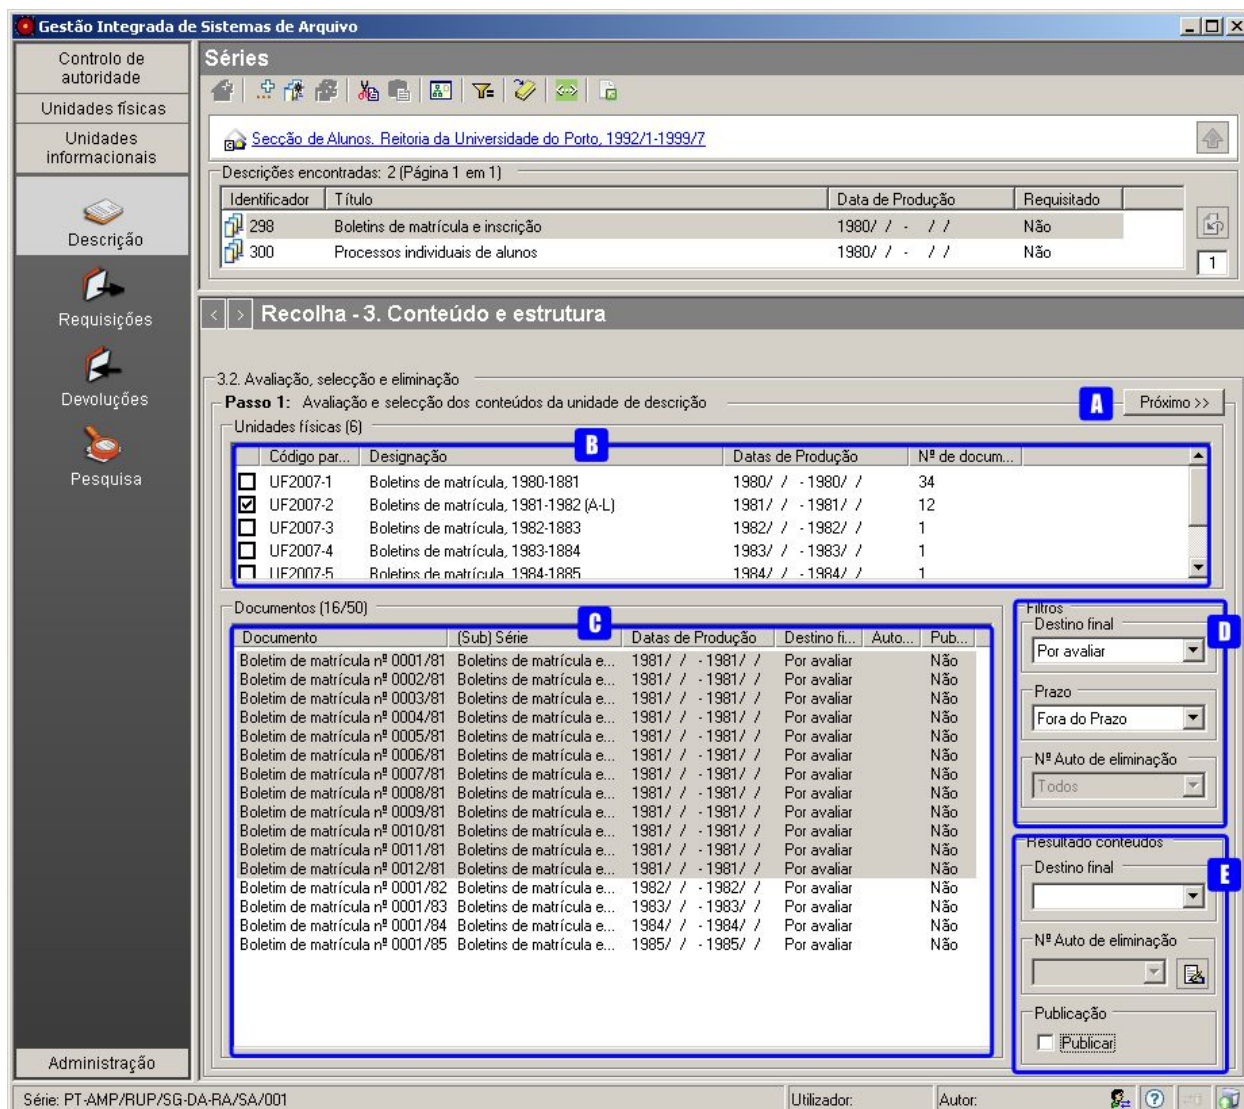 Gestão Integrada de Sistemas de Arquivo
Controlo de autoridade
Unidades físicas
Unidades informacionais
Descrição
Requisições
Devoluções
Pesquisa
Administração
Séries
Secção de Alunos. Reitoria da Universidade do Porto, 1992/1-1999/7
Descrições encontradas: 2 (Página 1 em 1)
Identificador Título Data de Produção Requisitado
298 Boletins de matrícula e inscrição 1980/ / - / / Não
300 Processos individuais de alunos 1980/ / - / / Não
1
< > Recolha - 3. Conteúdo e estrutura
3.2. Avaliação, selecção e eliminação
Passo 1: Avaliação e selecção dos conteúdos da unidade de descrição A Próximo >>
Unidades físicas (6)
B
Código par... Designação Datas de Produção Nº de docum...
UF2007-1 Boletins de matrícula, 1980-1881 1980/ / - 1980/ / 34
UF2007-2 Boletins de matrícula, 1981-1982 (A-L) 1981/ / - 1981/ / 12
UF2007-3 Boletins de matrícula, 1982-1883 1982/ / - 1982/ / 1
UF2007-4 Boletins de matrícula, 1983-1884 1983/ / - 1983/ / 1
UF2007-5 Boletins de matrícula, 1984-1885 1984/ / - 1984/ / 1
Documentos (16/50)
C
Documento (Sub) Série Datas de Produção Destino fi... Auto... Pub...
Boletim de matrícula nº 0001/81 Boletins de matrícula e... 1981/ / - 1981/ / Por avaliar Não
Boletim de matrícula nº 0002/81 Boletins de matrícula e... 1981/ / - 1981/ / Por avaliar Não
Boletim de matrícula nº 0003/81 Boletins de matrícula e... 1981/ / - 1981/ / Por avaliar Não
Boletim de matrícula nº 0004/81 Boletins de matrícula e... 1981/ / - 1981/ / Por avaliar Não
Boletim de matrícula nº 0005/81 Boletins de matrícula e... 1981/ / - 1981/ / Por avaliar Não
Boletim de matrícula nº 0006/81 Boletins de matrícula e... 1981/ / - 1981/ / Por avaliar Não
Boletim de matrícula nº 0007/81 Boletins de matrícula e... 1981/ / - 1981/ / Por avaliar Não
Boletim de matrícula nº 0008/81 Boletins de matrícula e... 1981/ / - 1981/ / Por avaliar Não
Boletim de matrícula nº 0009/81 Boletins de matrícula e... 1981/ / - 1981/ / Por avaliar Não
Boletim de matrícula nº 0010/81 Boletins de matrícula e... 1981/ / - 1981/ / Por avaliar Não
Boletim de matrícula nº 0011/81 Boletins de matrícula e... 1981/ / - 1981/ / Por avaliar Não
Boletim de matrícula nº 0012/81 Boletins de matrícula e... 1981/ / - 1981/ / Por avaliar Não
Boletim de matrícula nº 0001/82 Boletins de matrícula e... 1982/ / - 1982/ / Por avaliar Não
Boletim de matrícula nº 0001/83 Boletins de matrícula e... 1983/ / - 1983/ / Por avaliar Não
Boletim de matrícula nº 0001/84 Boletins de matrícula e... 1984/ / - 1984/ / Por avaliar Não
Boletim de matrícula nº 0001/85 Boletins de matrícula e... 1985/ / - 1985/ / Por avaliar Não
Filtros
D
Destino final
Por avaliar
Prazo
Fora do Prazo
Nº Auto de eliminação
Todos
Resultado conteúdos
E
Destino final
Nº Auto de eliminação
Publicação
Publicar
Série: PT-AMP/RUP/SG-DA-RA/SA/001 Utilizador: Autor: